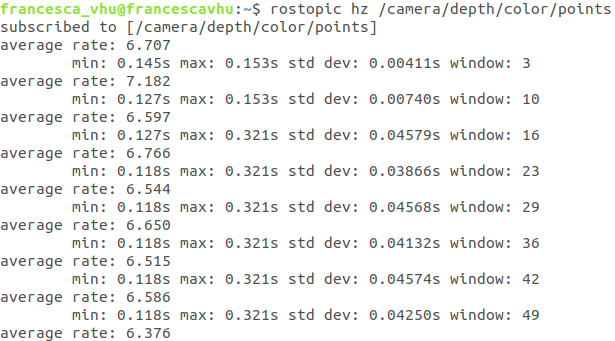 francesca_vhu@francescavhu:~$ rostopic hz /camera/depth/color/points
subscribed to [/camera/depth/color/points]
average rate: 6.707
        min: 0.145s max: 0.153s std dev: 0.00411s window: 3
average rate: 7.182
        min: 0.127s max: 0.153s std dev: 0.00740s window: 10
average rate: 6.597
        min: 0.127s max: 0.321s std dev: 0.04579s window: 16
average rate: 6.766
        min: 0.118s max: 0.321s std dev: 0.03866s window: 23
average rate: 6.544
        min: 0.118s max: 0.321s std dev: 0.04568s window: 29
average rate: 6.650
        min: 0.118s max: 0.321s std dev: 0.04132s window: 36
average rate: 6.515
        min: 0.118s max: 0.321s std dev: 0.04574s window: 42
average rate: 6.586
        min: 0.118s max: 0.321s std dev: 0.04250s window: 49
average rate: 6.376